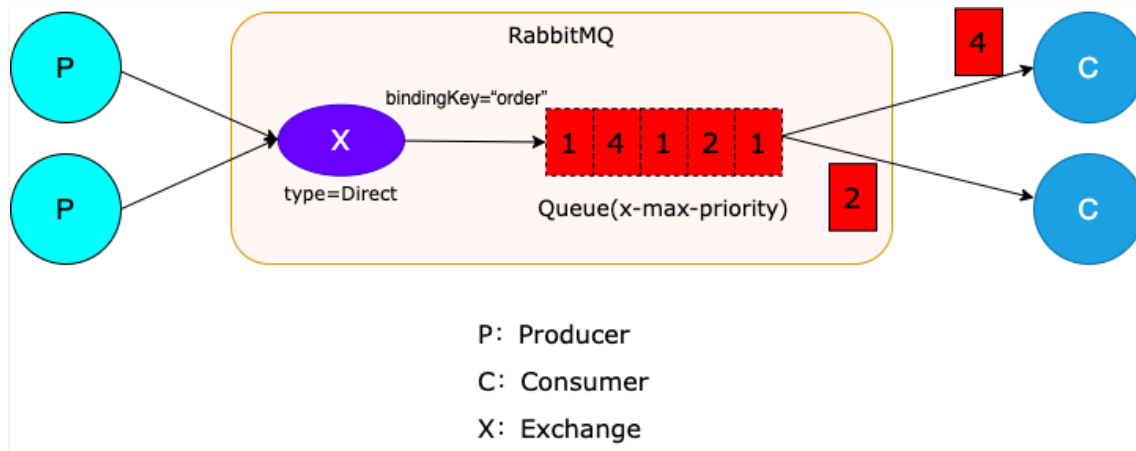 RabbitMQ
P
P
X
bindingKey=“order”
type=Direct
1 4 1 2 1
Queue(x-max-priority)
4
2
C
C
P: Producer
C: Consumer
X: Exchange